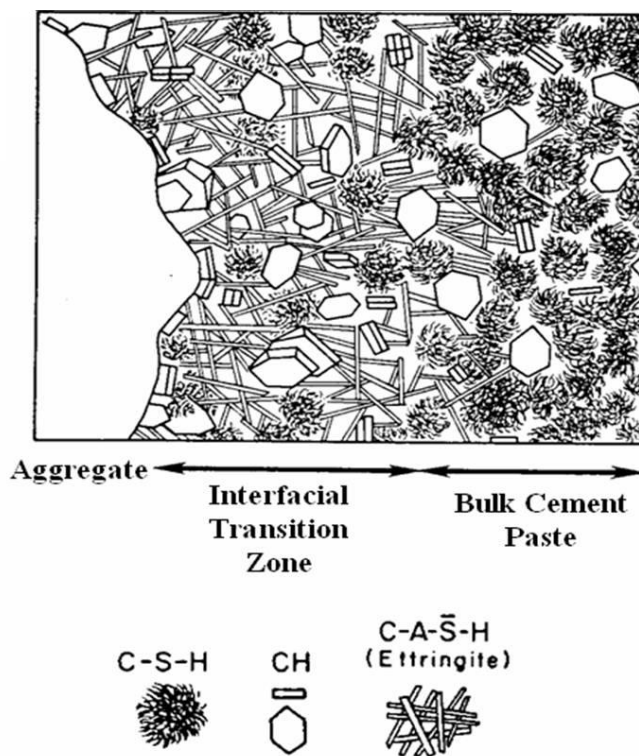 Aggregate
Interfacial
Transition
Zone
Bulk Cement
Paste
C-S-H
CH
C-A-S̄-H
(Ettringite)